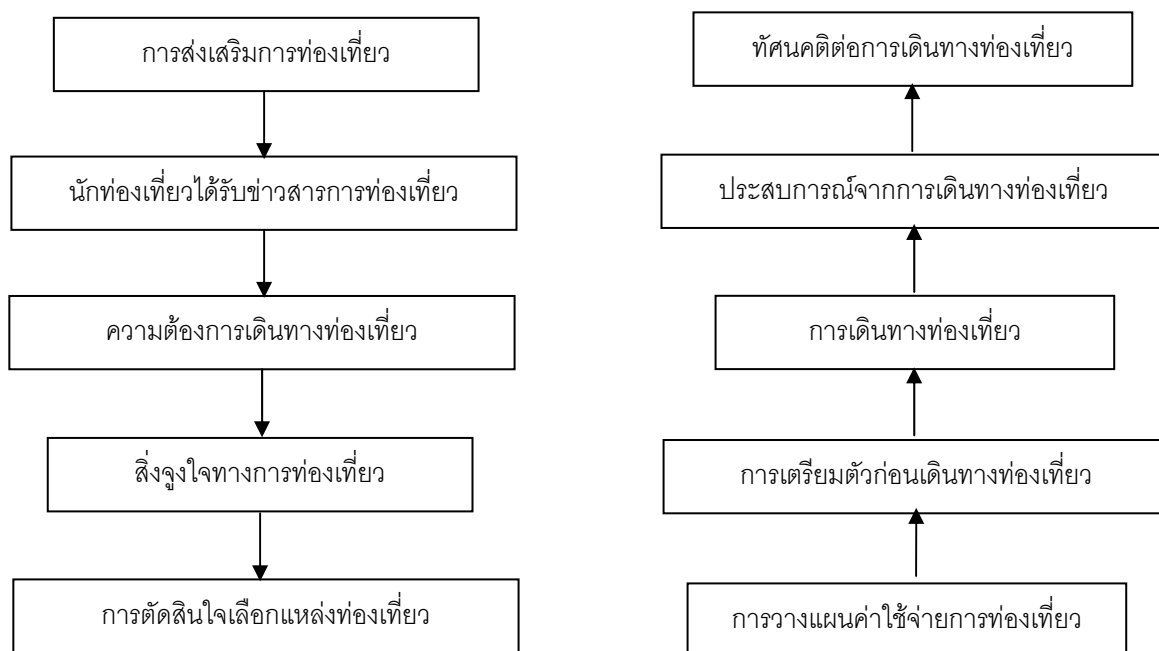 การส่งเสริมการท่องเที่ยว
นักท่องเที่ยวได้รับข่าวสารการท่องเที่ยว
ความต้องการเดินทางท่องเที่ยว
สิ่งจูงใจทางการท่องเที่ยว
การตัดสินใจเลือกแหล่งท่องเที่ยว
ทัศนคติต่อการเดินทางท่องเที่ยว
ประสบการณ์จากการเดินทางท่องเที่ยว
การเดินทางท่องเที่ยว
การเตรียมตัวก่อนเดินทางท่องเที่ยว
การวางแผนค่าใช้จ่ายการท่องเที่ยว